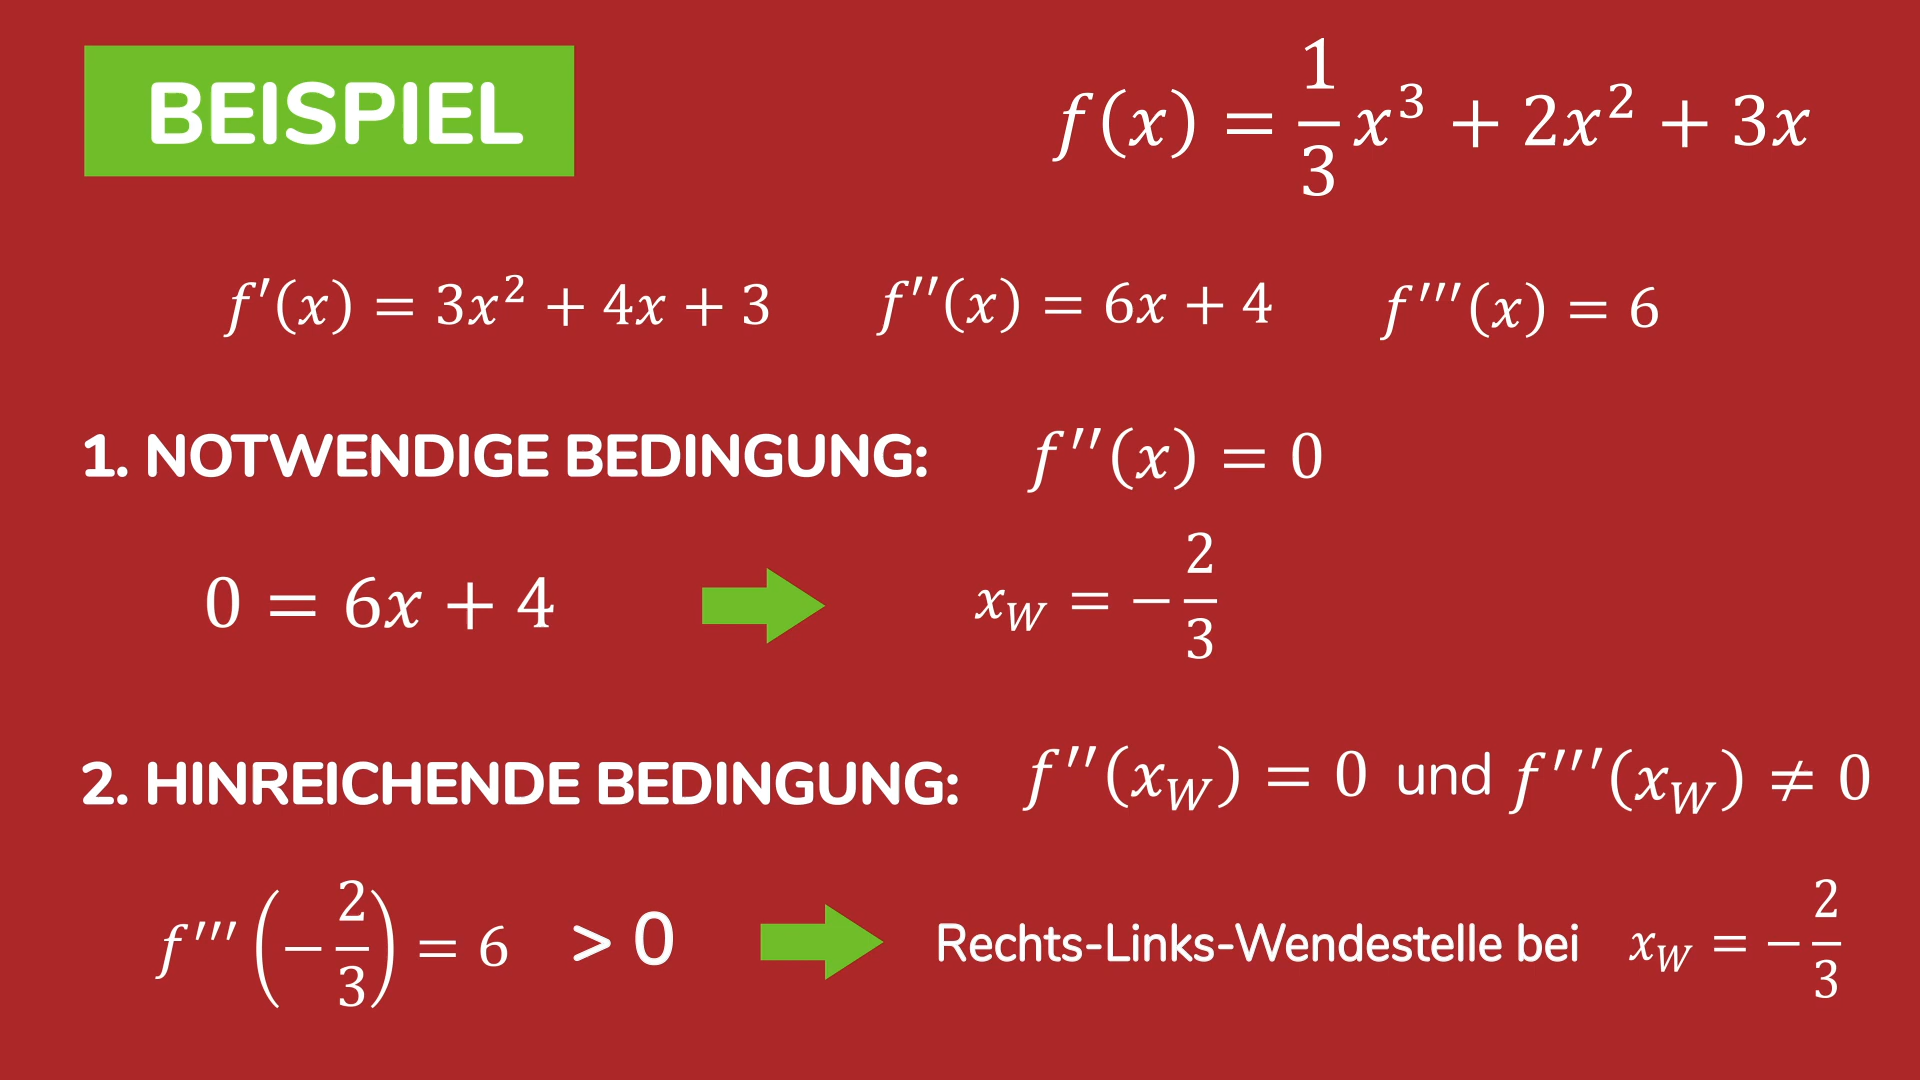 BEISPIEL
f(x) = 1/3 x³ + 2x² + 3x
f′(x) = 3x² + 4x + 3
f″(x) = 6x + 4
f‴(x) = 6
1. NOTWENDIGE BEDINGUNG: f″(x) = 0
0 = 6x + 4
x_W = −2/3
2. HINREICHENDE BEDINGUNG: f″(x_W) = 0 und f‴(x_W) ≠ 0
f‴(−2/3) = 6 > 0
Rechts-Links-Wendestelle bei x_W = −2/3